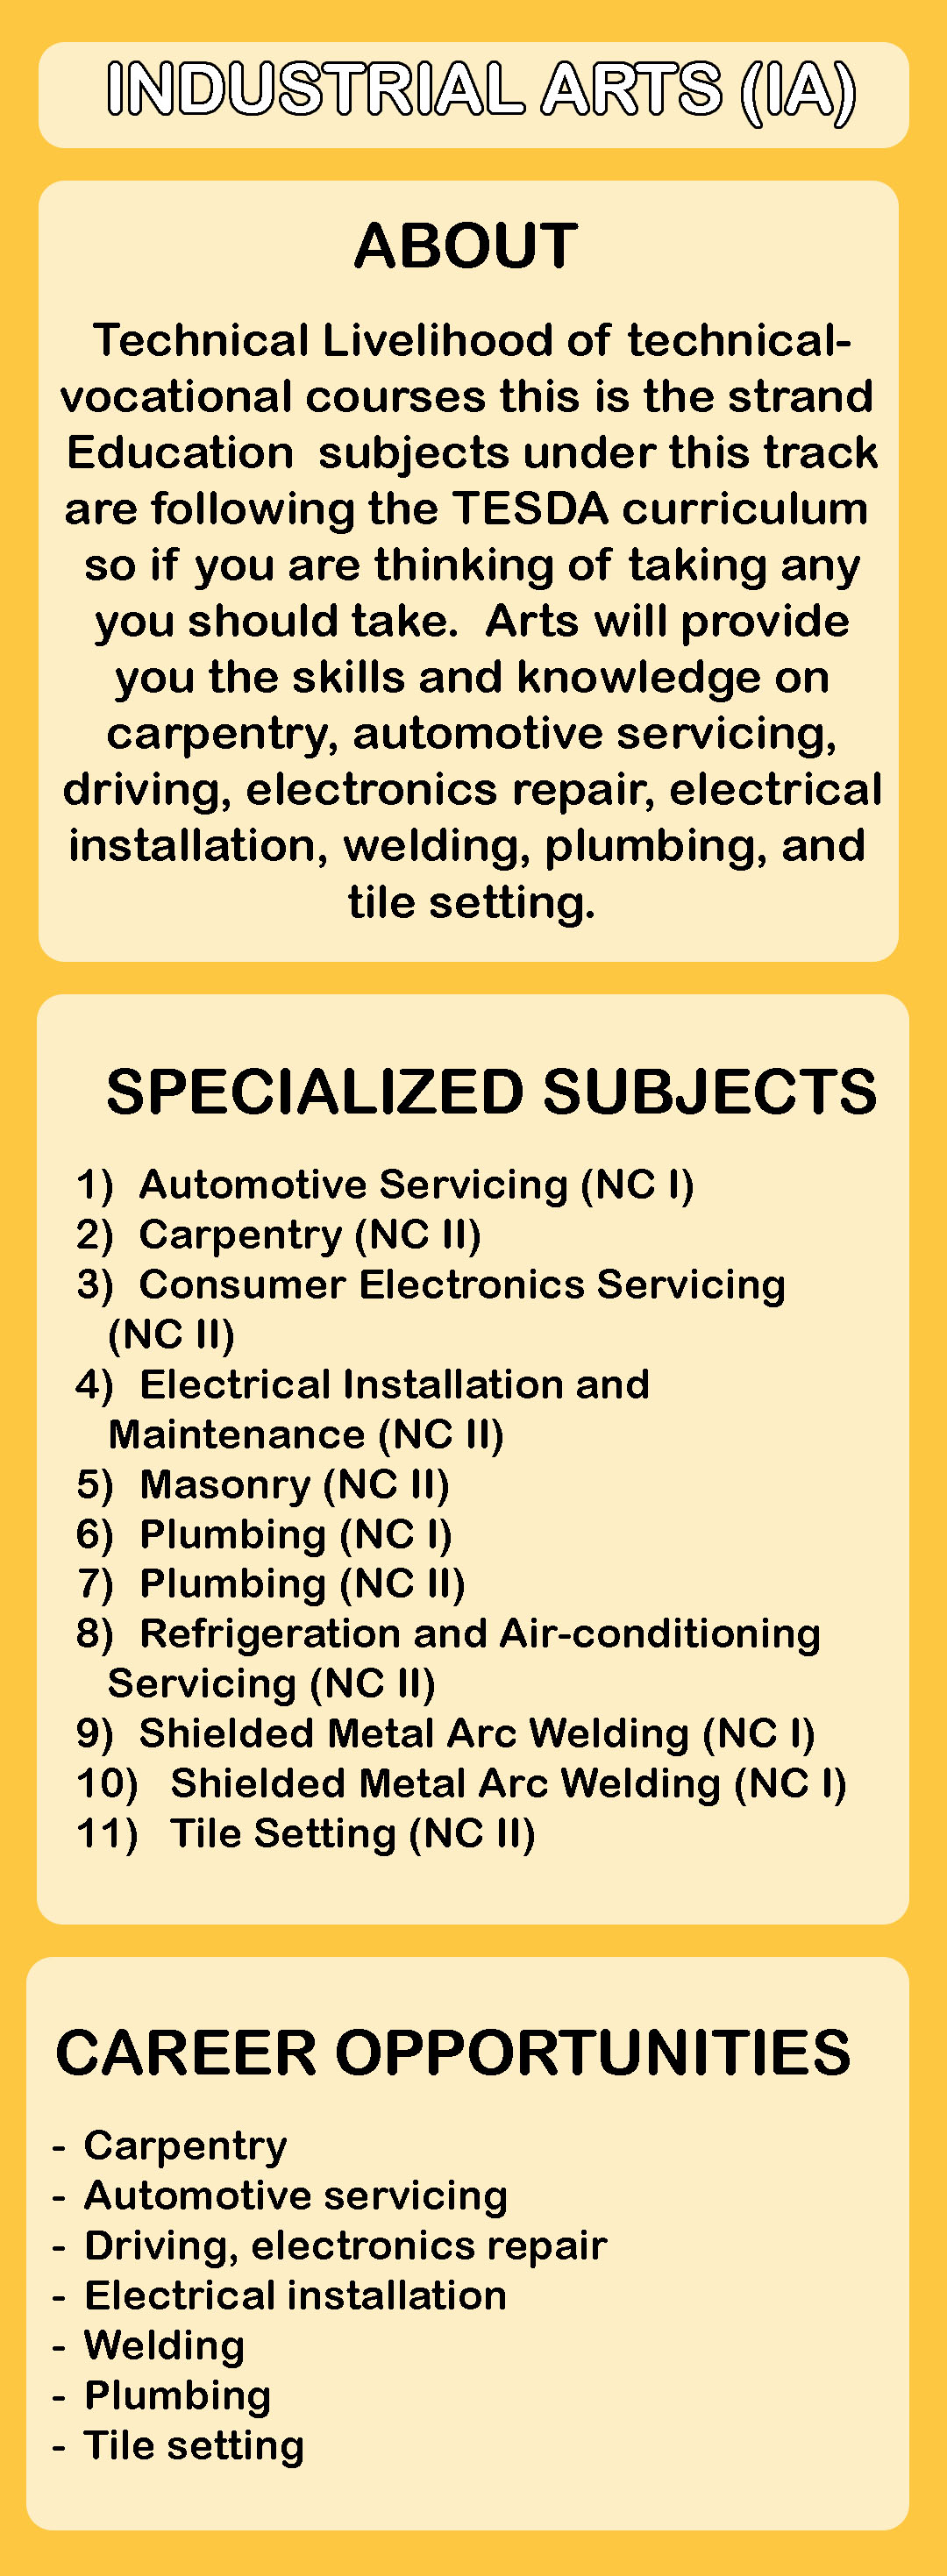 INDUSTRIAL ARTS (IA)
ABOUT
Technical Livelihood of technical-
vocational courses this is the strand
Education subjects under this track
are following the TESDA curriculum
so if you are thinking of taking any
you should take. Arts will provide
you the skills and knowledge on
carpentry, automotive servicing,
driving, electronics repair, electrical
installation, welding, plumbing, and
tile setting.
SPECIALIZED SUBJECTS
1) Automotive Servicing (NC I)
2) Carpentry (NC II)
3) Consumer Electronics Servicing
(NC II)
4) Electrical Installation and
Maintenance (NC II)
5) Masonry (NC II)
6) Plumbing (NC I)
7) Plumbing (NC II)
8) Refrigeration and Air-conditioning
Servicing (NC II)
9) Shielded Metal Arc Welding (NC I)
10) Shielded Metal Arc Welding (NC I)
11) Tile Setting (NC II)
CAREER OPPORTUNITIES
- Carpentry
- Automotive servicing
- Driving, electronics repair
- Electrical installation
- Welding
- Plumbing
- Tile setting